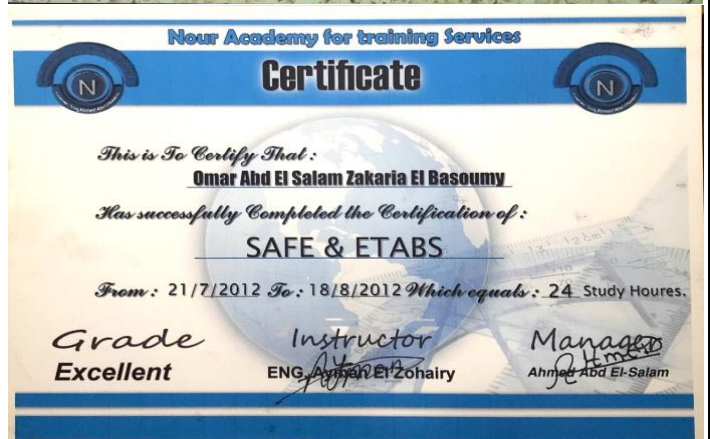 Nour Academy for training Services
Certificate
N
N
This is To Certify That :
Omar Abd El Salam Zakaria El Basoumy
Has successfully Completed the Certification of :
SAFE & ETABS
From : 21/7/2012 To : 18/8/2012 Which equals : 24 Study Houres.
Grade Instructor Manager
Excellent ENG. Ayman El Zohairy Ahmed Abd El-Salam